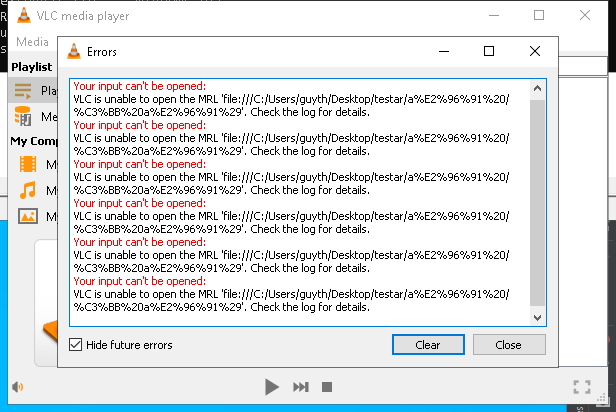 VLC media player
Media
Errors
Playlist
Your input can't be opened:
VLC is unable to open the MRL 'file:///C:/Users/guyth/Desktop/testar/a%E2%96%91%20/
%C3%BB%20a%E2%96%91%29'. Check the log for details.
Your input can't be opened:
VLC is unable to open the MRL 'file:///C:/Users/guyth/Desktop/testar/a%E2%96%91%20/
%C3%BB%20a%E2%96%91%29'. Check the log for details.
Your input can't be opened:
VLC is unable to open the MRL 'file:///C:/Users/guyth/Desktop/testar/a%E2%96%91%20/
%C3%BB%20a%E2%96%91%29'. Check the log for details.
Your input can't be opened:
VLC is unable to open the MRL 'file:///C:/Users/guyth/Desktop/testar/a%E2%96%91%20/
%C3%BB%20a%E2%96%91%29'. Check the log for details.
Your input can't be opened:
VLC is unable to open the MRL 'file:///C:/Users/guyth/Desktop/testar/a%E2%96%91%20/
%C3%BB%20a%E2%96%91%29'. Check the log for details.
Your input can't be opened:
VLC is unable to open the MRL 'file:///C:/Users/guyth/Desktop/testar/a%E2%96%91%20/
%C3%BB%20a%E2%96%91%29'. Check the log for details.
Pla
Me
My Comp
My
My
My
Hide future errors
Clear
Close